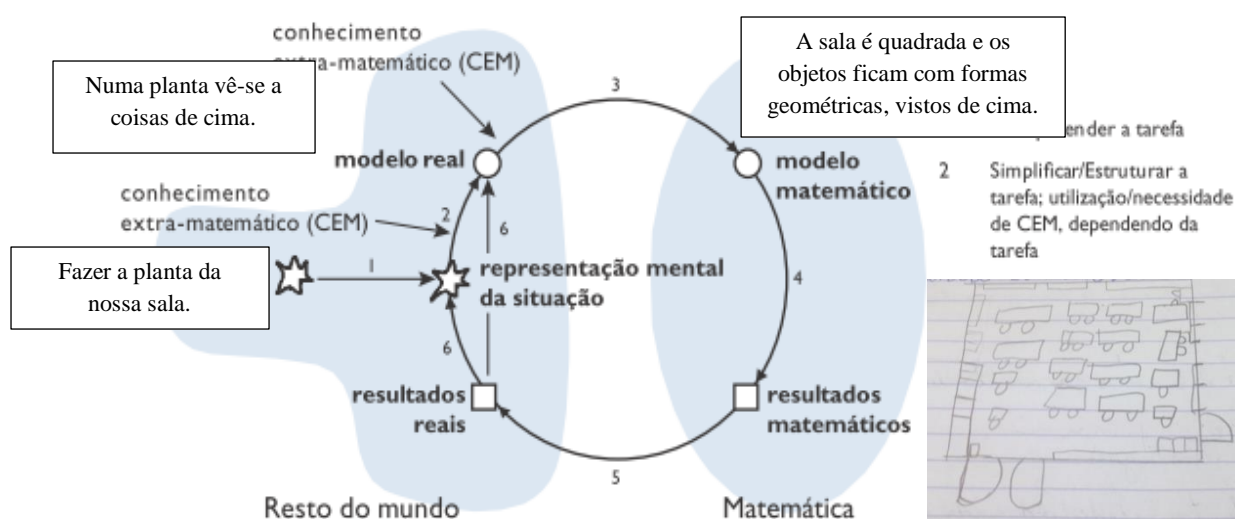 conhecimento
extra-matemático (CEM)
Numa planta vê-se a
coisas de cima.
A sala é quadrada e os
objetos ficam com formas
geométricas, vistos de cima.
3
modelo real
modelo
matemático
ender a tarefa
2 Simplificar/Estruturar a
tarefa; utilização/necessidade
de CEM, dependendo da
tarefa
conhecimento
extra-matemático (CEM)
2
6
Fazer a planta da
nossa sala.
1
representação mental
da situação
4
6
resultados
reais
resultados
matemáticos
5
Resto do mundo
Matemática